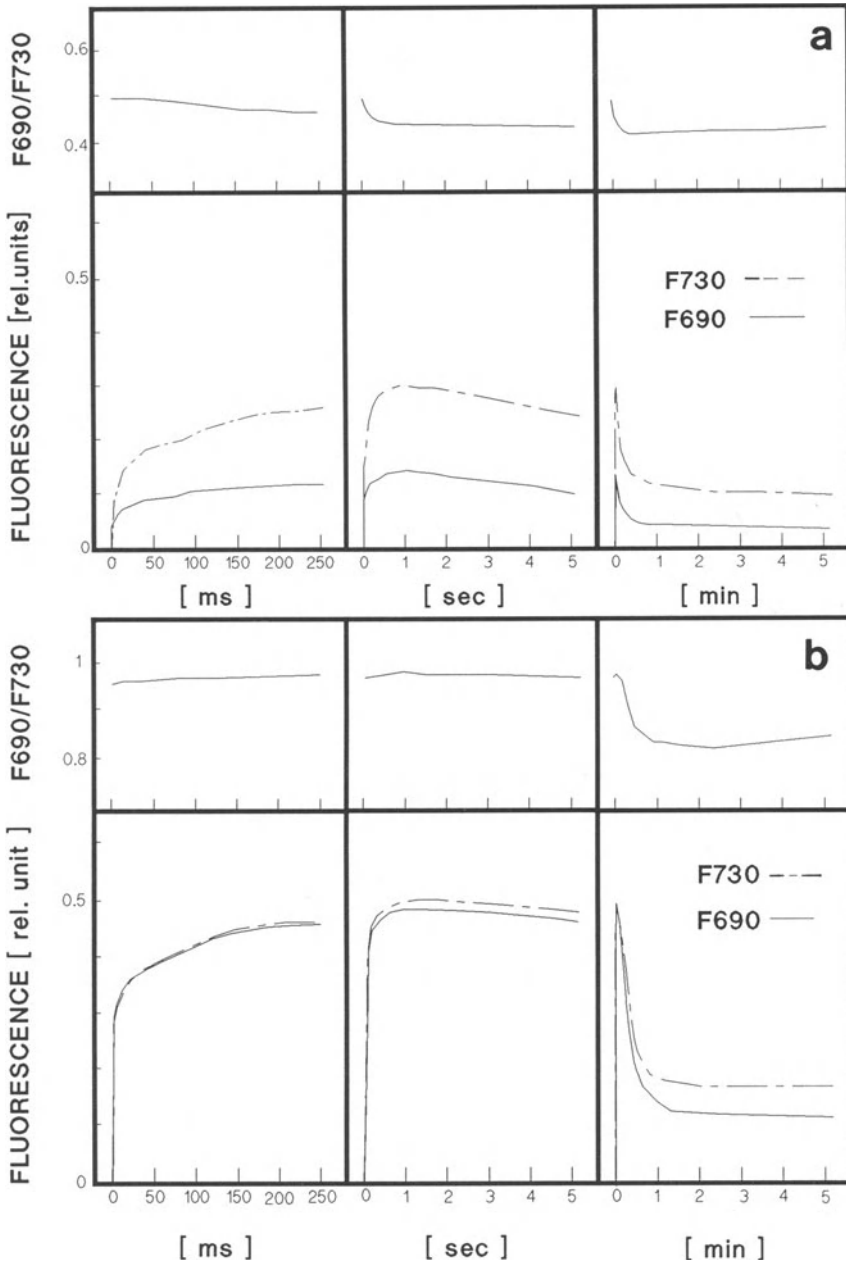 a
F690/F730
0.6
0.4
FLUORESCENCE [rel.units]
0.5
0
F730
F690
0 50 100 150 200 250
0 1 2 3 4 5
0 1 2 3 4 5
[ ms ]
[ sec ]
[ min ]
b
F690/F730
1
0.8
FLUORESCENCE [ rel. unit ]
0.5
0
F730
F690
0 50 100 150 200 250
0 1 2 3 4 5
0 1 2 3 4 5
[ ms ]
[ sec ]
[ min ]